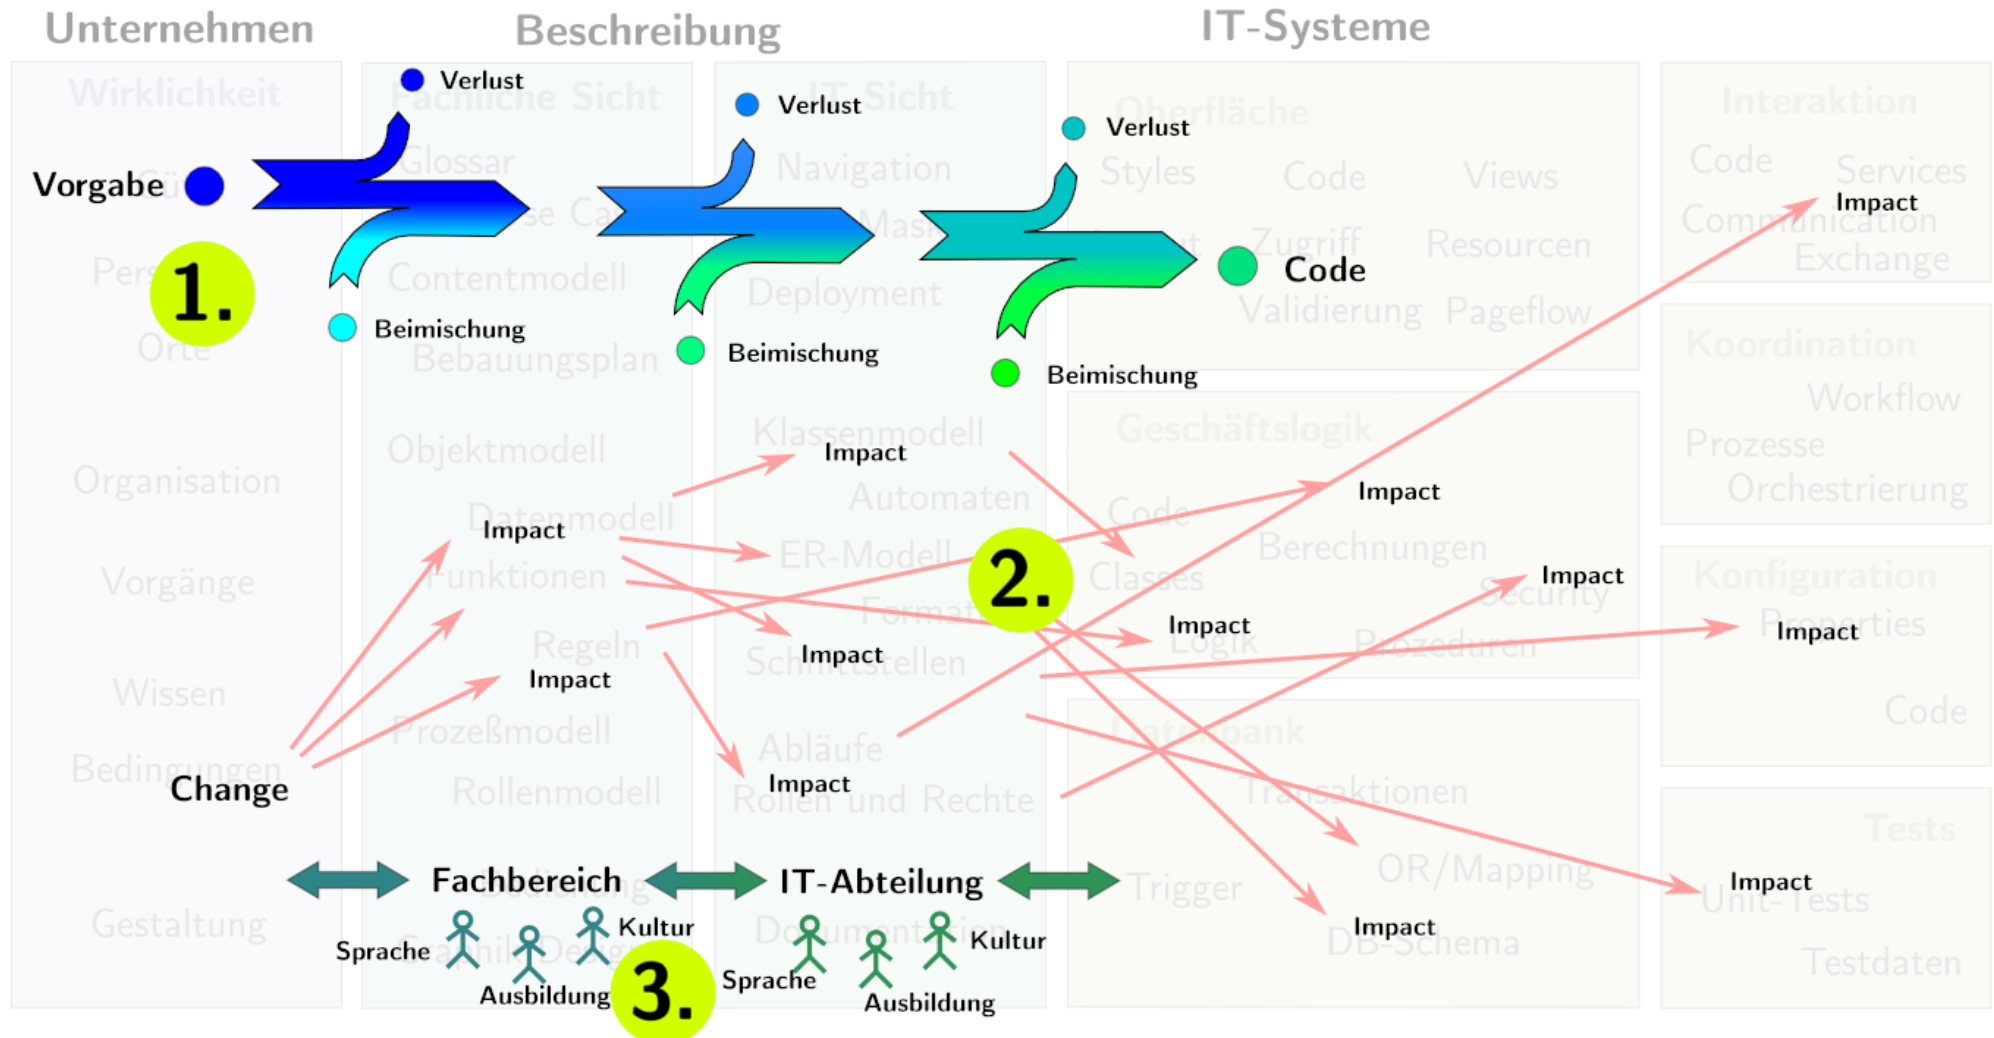 Unternehmen
Beschreibung
IT-Systeme
Wirklichkeit
Vorgabe
1.
Orte
Organisation
Vorgänge
Wissen
Bedingungen
Change
Gestaltung
Fachliche Sicht
Verlust
Glossar
Contentmodell
Beimischung
Bebauungsplan
Objektmodell
Datenmodell
Impact
Funktionen
Regeln
Impact
Prozeßmodell
Rollenmodell
Fachbereich
Kultur
Sprache
Ausbildung
3.
IT-Sicht
Verlust
Navigation
Deployment
Beimischung
Klassenmodell
Impact
Automaten
ER-Modell
2.
Schnittstellen
Impact
Abläufe
Impact
Rollen und Rechte
IT-Abteilung
Dokumentation
Kultur
Sprache
Ausbildung
Oberfläche
Verlust
Styles
Code
Views
Zugriff
Resourcen
Code
Validierung
Pageflow
Beimischung
Geschäftslogik
Impact
Code
Berechnungen
Classes
Impact
Security
Impact
Logik
Prozeduren
Datenbank
Transaktionen
OR/Mapping
Trigger
Impact
DB-Schema
Interaktion
Code
Services
Impact
Communication
Exchange
Koordination
Workflow
Prozesse
Orchestrierung
Konfiguration
Properties
Impact
Code
Tests
Impact
Unit-Tests
Testdaten